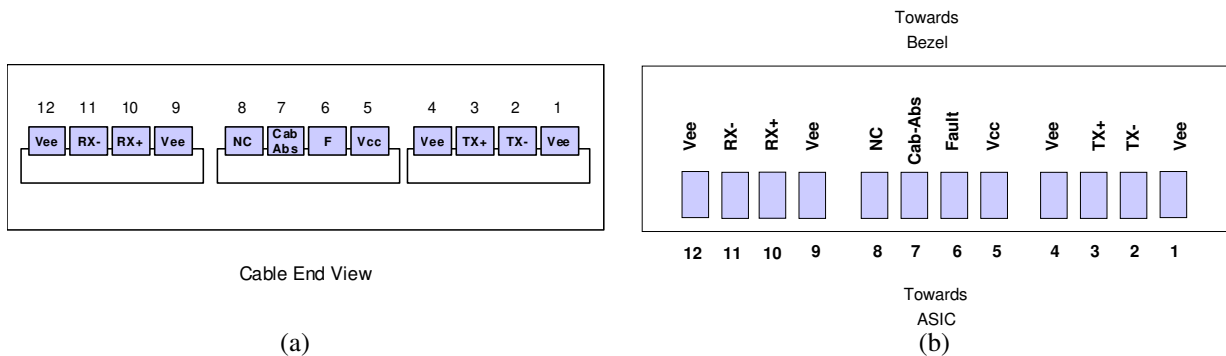 12 11 10 9 8 7 6 5 4 3 2 1
Vee RX- RX+ Vee NC Cab Abs F Vcc Vee TX+ TX- Vee
Cable End View
(a)
Towards
Bezel
Vee RX- RX+ Vee NC Cab-Abs Fault Vcc Vee TX+ TX- Vee
12 11 10 9 8 7 6 5 4 3 2 1
Towards
ASIC
(b)